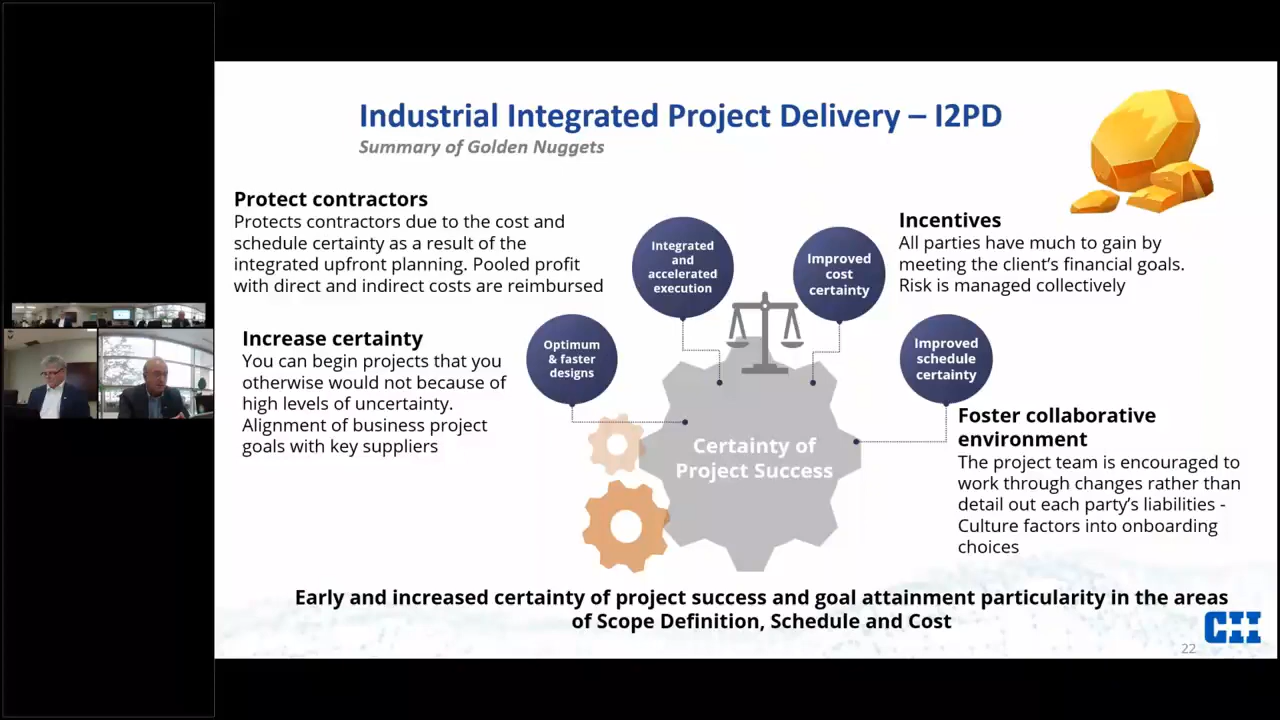 Industrial Integrated Project Delivery – I2PD
Summary of Golden Nuggets
Protect contractors
Protects contractors due to the cost and
schedule certainty as a result of the
integrated upfront planning. Pooled profit
with direct and indirect costs are reimbursed
Increase certainty
You can begin projects that you
otherwise would not because of
high levels of uncertainty.
Alignment of business project
goals with key suppliers
Optimum
& faster
designs
Integrated
and
accelerated
execution
Improved
cost
certainty
Improved
schedule
certainty
Certainty of
Project Success
Incentives
All parties have much to gain by
meeting the client’s financial goals.
Risk is managed collectively
Foster collaborative
environment
The project team is encouraged to
work through changes rather than
detail out each party’s liabilities -
Culture factors into onboarding
choices
Early and increased certainty of project success and goal attainment particularity in the areas
of Scope Definition, Schedule and Cost
CII
22